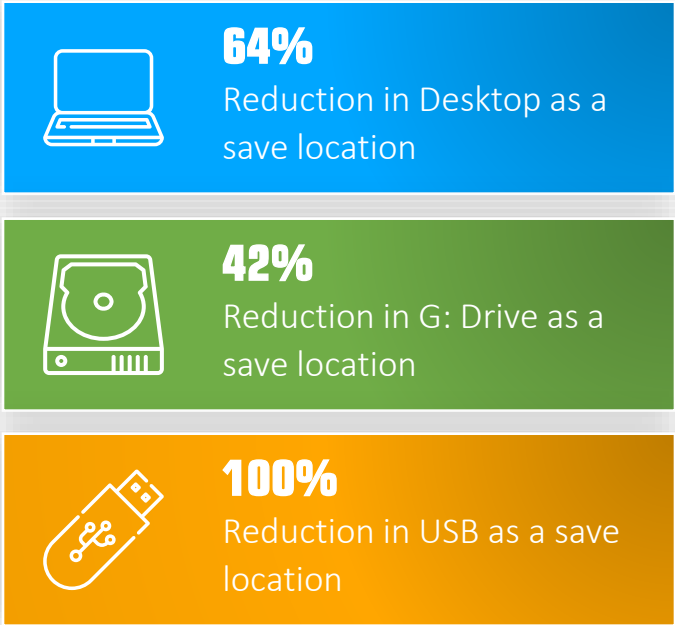 64%
Reduction in Desktop as a
save location
42%
Reduction in G: Drive as a
save location
100%
Reduction in USB as a save
location